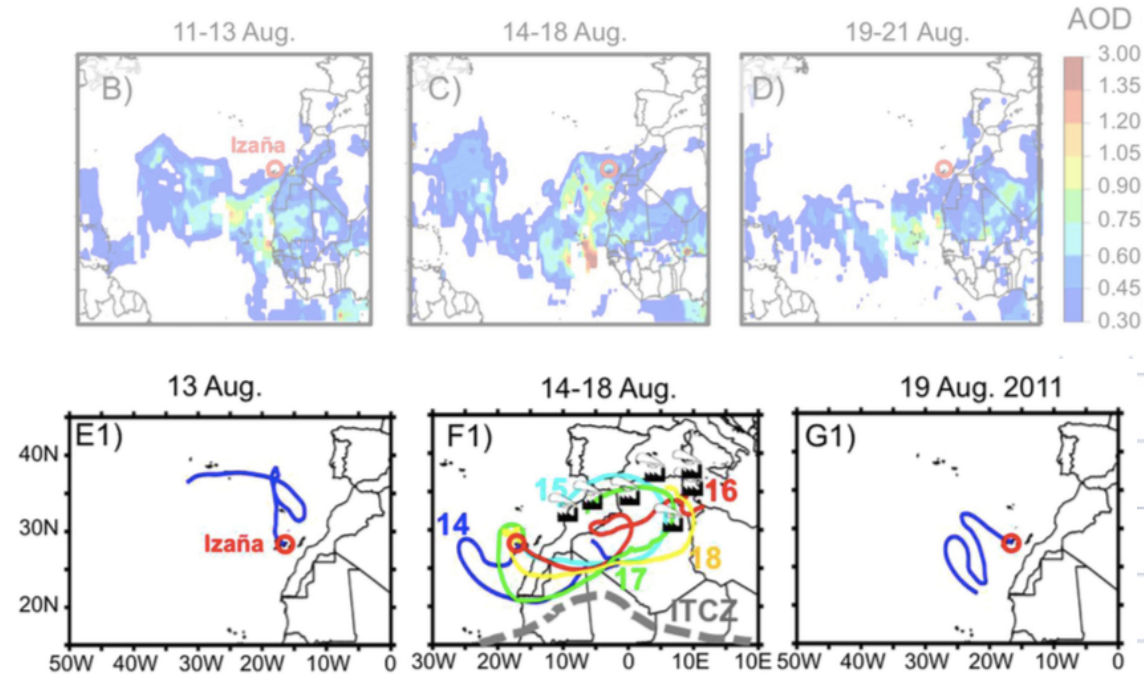 11-13 Aug.
14-18 Aug.
19-21 Aug.
AOD
B)
C)
D)
Izaña
3.00
1.35
1.20
1.05
0.90
0.75
0.60
0.45
0.30
13 Aug.
14-18 Aug.
19 Aug. 2011
E1)
F1)
G1)
40N
30N
20N
Izaña
14
15
16
17
18
ITCZ
50W 40W 30W 20W 10W 0
30W 20W 10W 0 10E 10E
50W 40W 30W 20W 10W 0